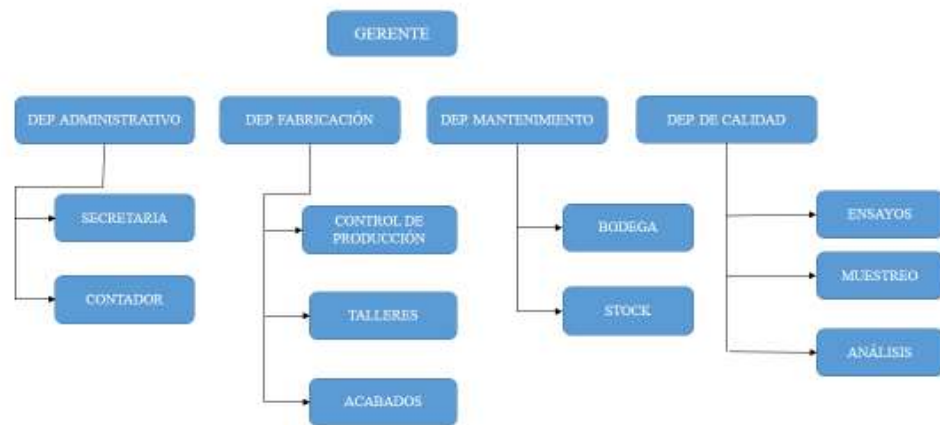 GERENTE
DEP. ADMINISTRATIVO
SECRETARIA
CONTADOR
DEP. FABRICACIÓN
CONTROL DE
PRODUCCIÓN
TALLERES
ACABADOS
DEP. MANTENIMIENTO
BODEGA
STOCK
DEP. DE CALIDAD
ENSAYOS
MUESTREO
ANÁLISIS